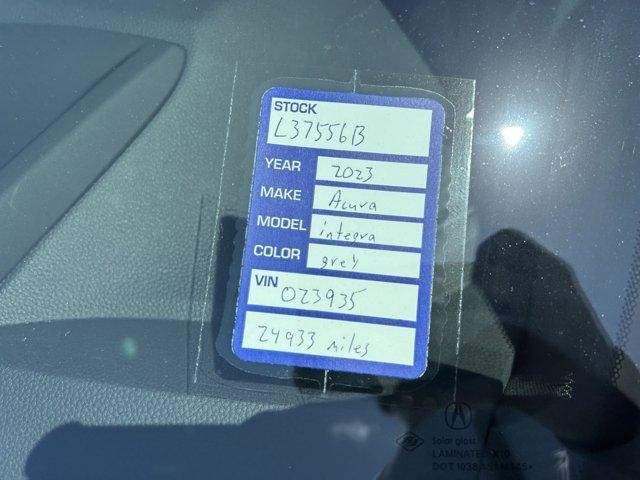 STOCK
L37556B
YEAR 2023
MAKE Acura
MODEL integra
COLOR grey
VIN 023935
24933 miles
Solar glass
LAMINATED